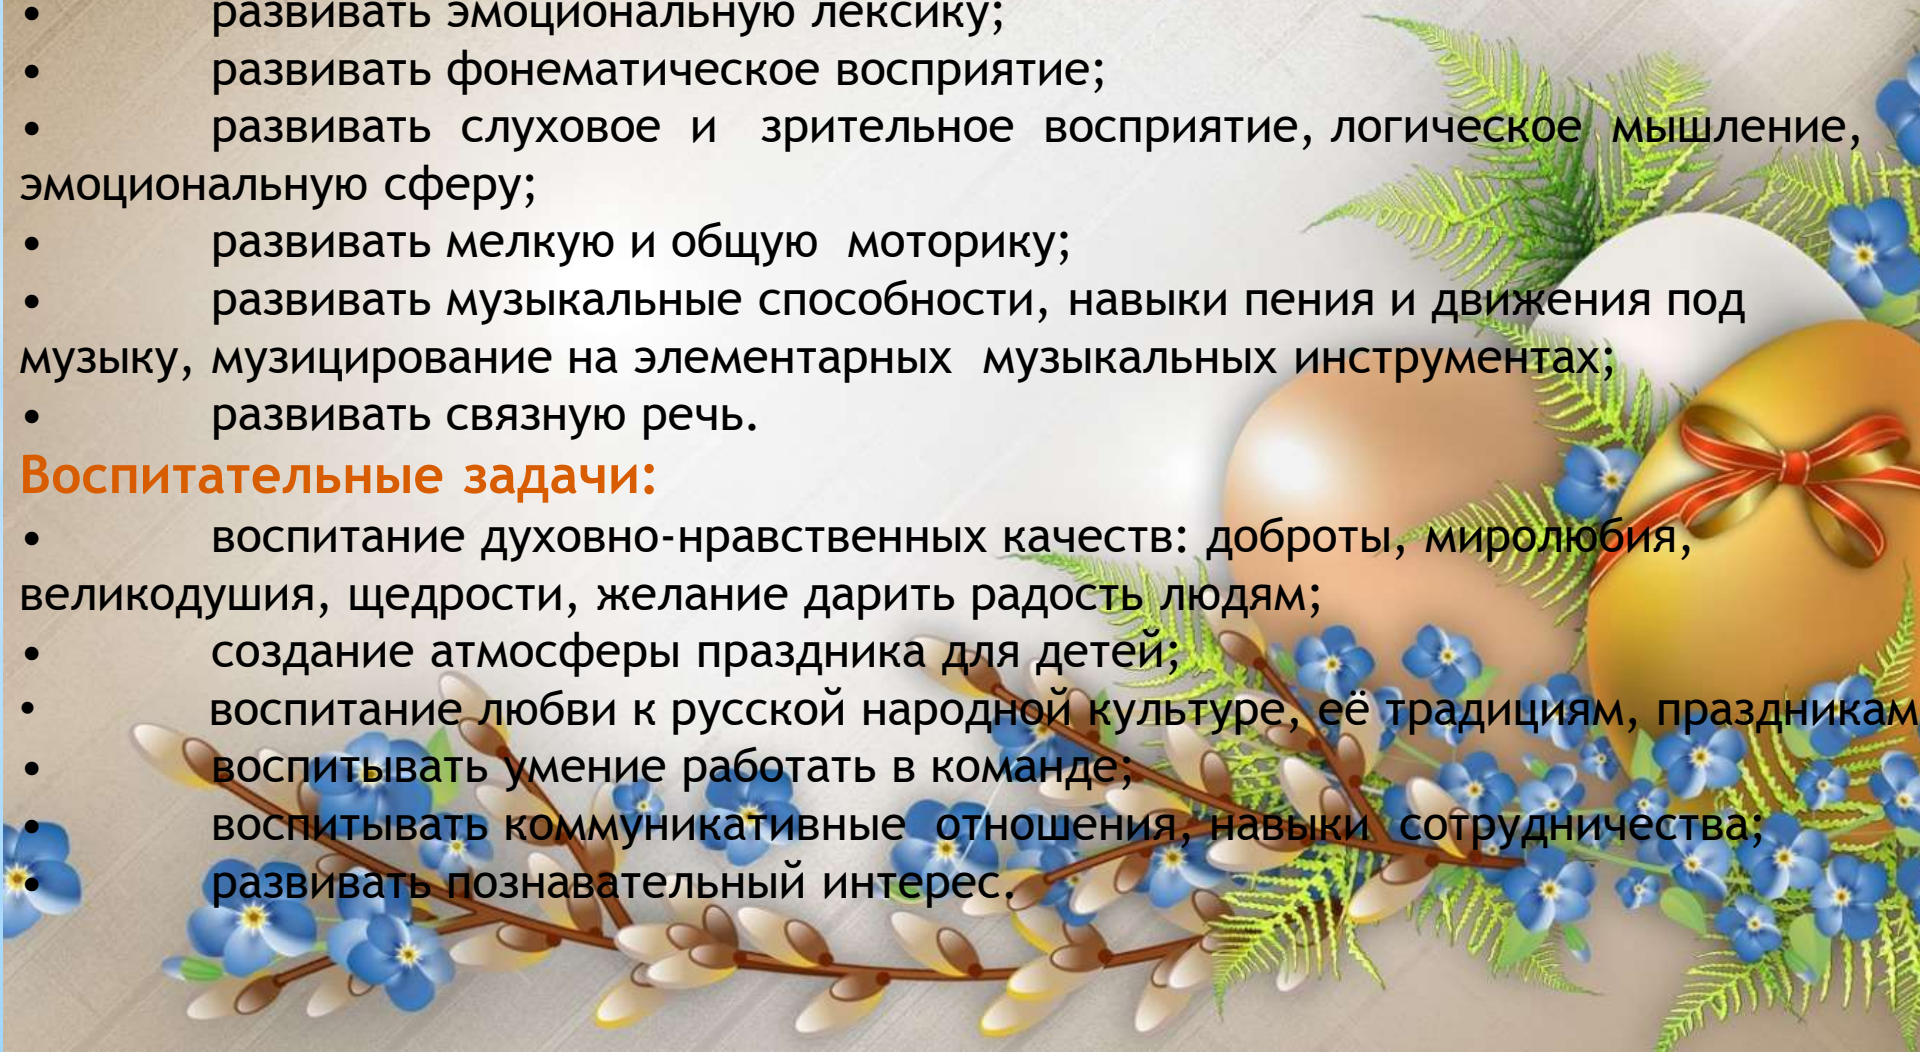 • развивать эмоциональную лексику;
• развивать фонематическое восприятие;
• развивать слуховое и зрительное восприятие, логическое мышление,
эмоциональную сферу;
• развивать мелкую и общую моторику;
• развивать музыкальные способности, навыки пения и движения под
музыку, музицирование на элементарных музыкальных инструментах;
• развивать связную речь.
Воспитательные задачи:
• воспитание духовно-нравственных качеств: доброты, миролюбия,
великодушия, щедрости, желание дарить радость людям;
• создание атмосферы праздника для детей;
• воспитание любви к русской народной культуре, её традициям, праздникам
• воспитывать умение работать в команде;
• воспитывать коммуникативные отношения, навыки сотрудничества;
• развивать познавательный интерес.